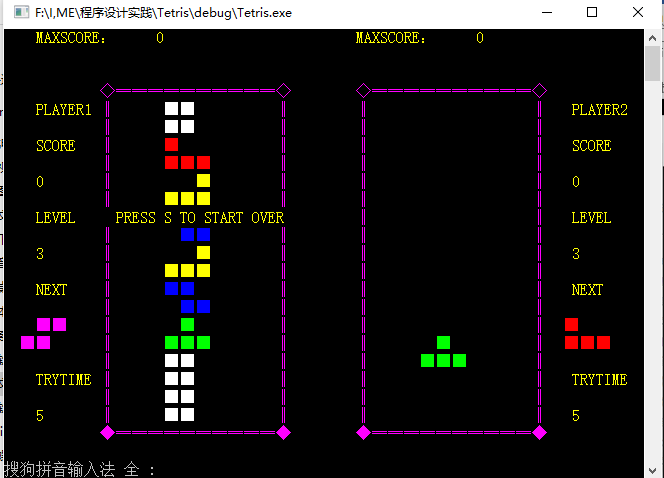 F:\I,ME\程序设计实践\Tetris\debug\Tetris.exe
MAXSCORE: 0 MAXSCORE: 0
PLAYER1 PLAYER2
SCORE SCORE
0 0
LEVEL PRESS S TO START OVER LEVEL
3 3
NEXT NEXT
TRYTIME TRYTIME
5 5
搜狗拼音输入法 全 :